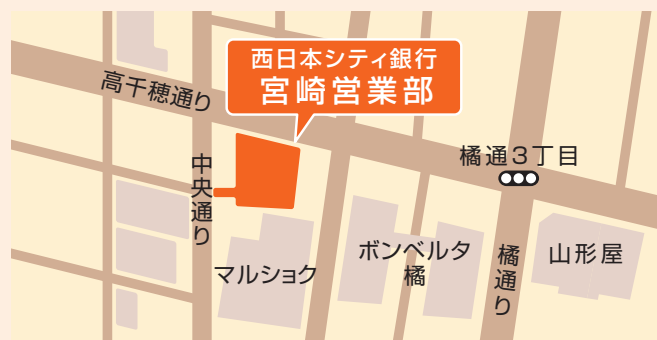 西日本シティ銀行
宮崎営業部
高千穂通り
橘通3丁目
中央通り
ボンベルタ
橘
橘通り
山形屋
マルショク